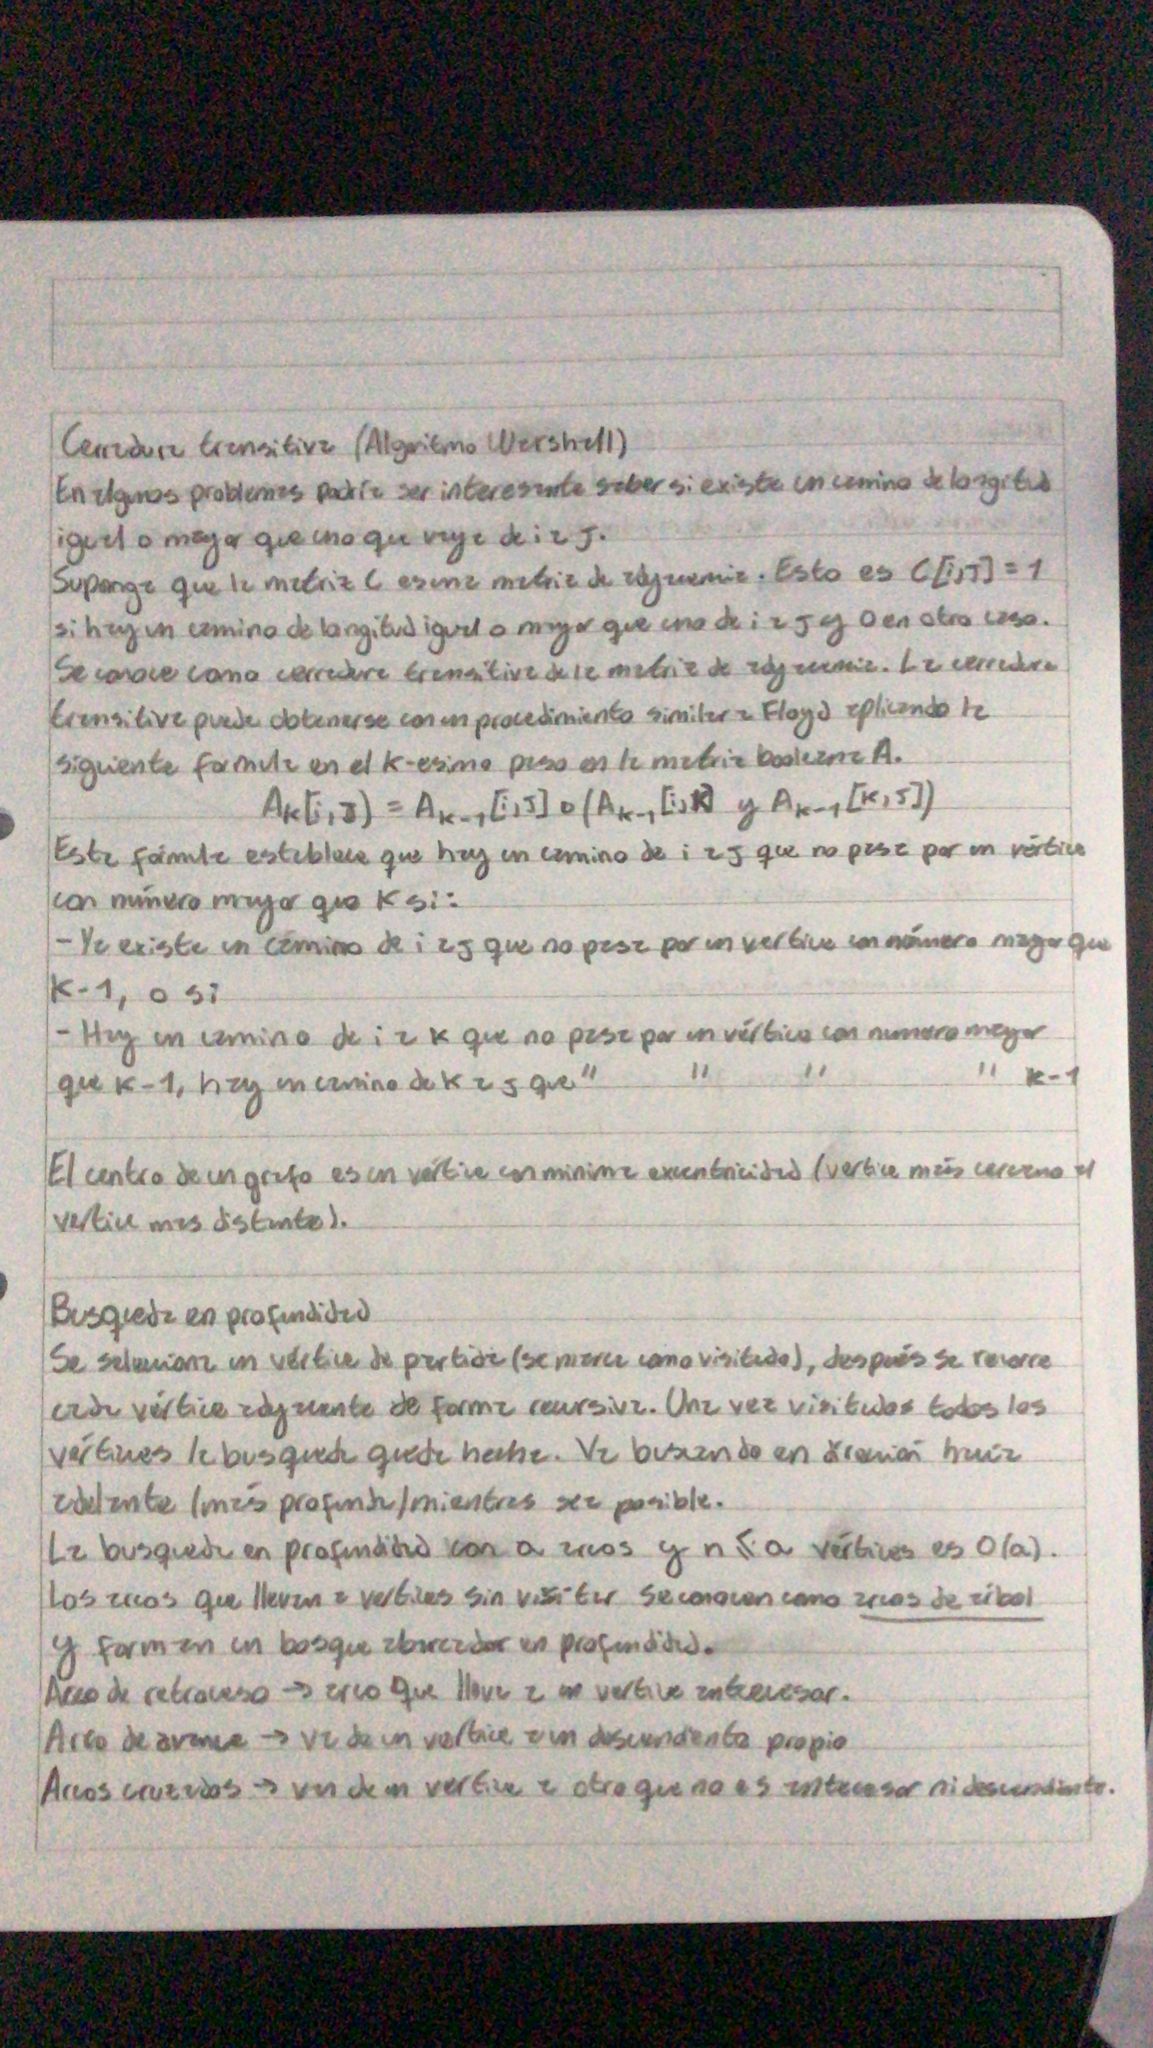 Cerradura transitiva (Algoritmo Warshall)
En algunos problemas podría ser interesante saber si existe un camino de longitud
igual o mayor que uno que vaya de i a j.
Suponga que la matriz C es una matriz de adyacencia. Esto es C[i,j] = 1
si hay un camino de longitud igual o mayor que uno de i a j y 0 en otro caso.
Se conoce como cerradura transitiva de la matriz de adyacencia. La cerradura
transitiva puede obtenerse con un procedimiento similar a Floyd aplicando la
siguiente formula en el k-esimo paso en la matriz booleana A.
Ak[i,j) = Ak-1[i,j] o (Ak-1[i,k] y Ak-1[k,j])
Esta fórmula establece que hay un camino de i a j que no pasa por un vértice
con número mayor que k si:
- Ya existe un camino de i a j que no pasa por un vertice con número mayor que
k-1, o si
- Hay un camino de i a k que no pasa por un vértice con numero mayor
que k-1, hay un camino de k a j que " " " " k-1
El centro de un grafo es un vértice con minima excentricidad (vertice más cercano al
vertice mas distante).
Busqueda en profundidad
Se selecciona un vértice de partida (se marca como visitado), después se recorre
cada vértice adyacente de forma recursiva. Una vez visitados todos los
vértices la busqueda queda hecha. Va buscando en dirección hacia
adelante (más profunda) mientras sea posible.
La busqueda en profundidad con a arcos y n ≤ a vértices es O(a).
Los arcos que llevan a vertices sin visitar se conocen como arcos de árbol
y forman un bosque abarcador en profundidad.
Arco de retroceso → arco que lleva a un vertice antecesor.
Arco de avance → va de un vertice a un descendiente propio
Arcos cruzados → van de un vertice a otro que no es antecesor ni descendiente.